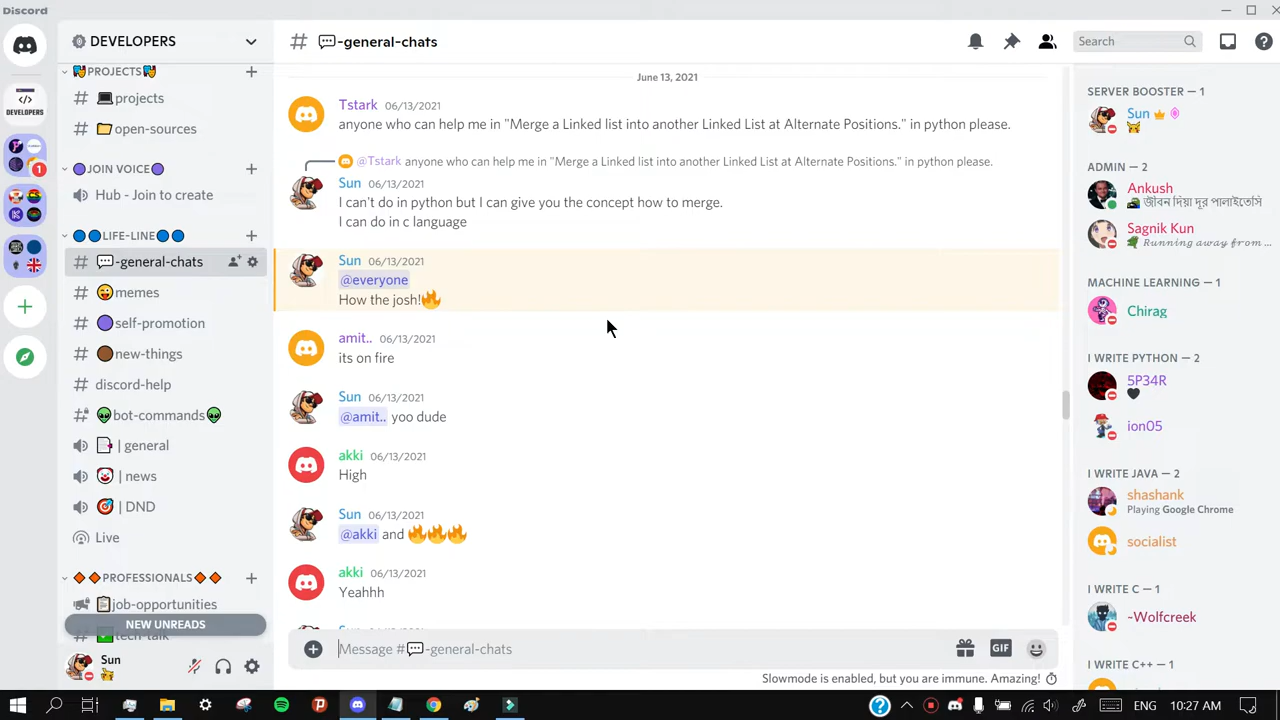 Discord
DEVELOPERS
PROJECTS
projects
open-sources
JOIN VOICE
Hub - Join to create
LIFE-LINE
-general-chats
memes
self-promotion
new-things
discord-help
bot-commands
| general
| news
| DND
Live
PROFESSIONALS
job-opportunities
NEW UNREADS
tech-talk
Sun
</> DEVELOPERS
1
# -general-chats
Search
June 13, 2021
Tstark 06/13/2021
anyone who can help me in "Merge a Linked list into another Linked List at Alternate Positions." in python please.
@Tstark anyone who can help me in "Merge a Linked list into another Linked List at Alternate Positions." in python please.
Sun 06/13/2021
I can't do in python but I can give you the concept how to merge.
I can do in c language
Sun 06/13/2021
@everyone
How the josh!🔥
amit.. 06/13/2021
its on fire
Sun 06/13/2021
@amit.. yoo dude
akki 06/13/2021
High
Sun 06/13/2021
@akki and 🔥🔥🔥
akki 06/13/2021
Yeahhh
Message # -general-chats
GIF
Slowmode is enabled, but you are immune. Amazing!
SERVER BOOSTER — 1
Sun
ADMIN — 2
Ankush
জীবন দিয়া দূর পালাইতেসি
Sagnik Kun
Running away from ...
MACHINE LEARNING — 1
Chirag
I WRITE PYTHON — 2
5P34R
ion05
I WRITE JAVA — 2
shashank
Playing Google Chrome
socialist
I WRITE C — 1
~Wolfcreek
I WRITE C++ — 1
ENG 10:27 AM